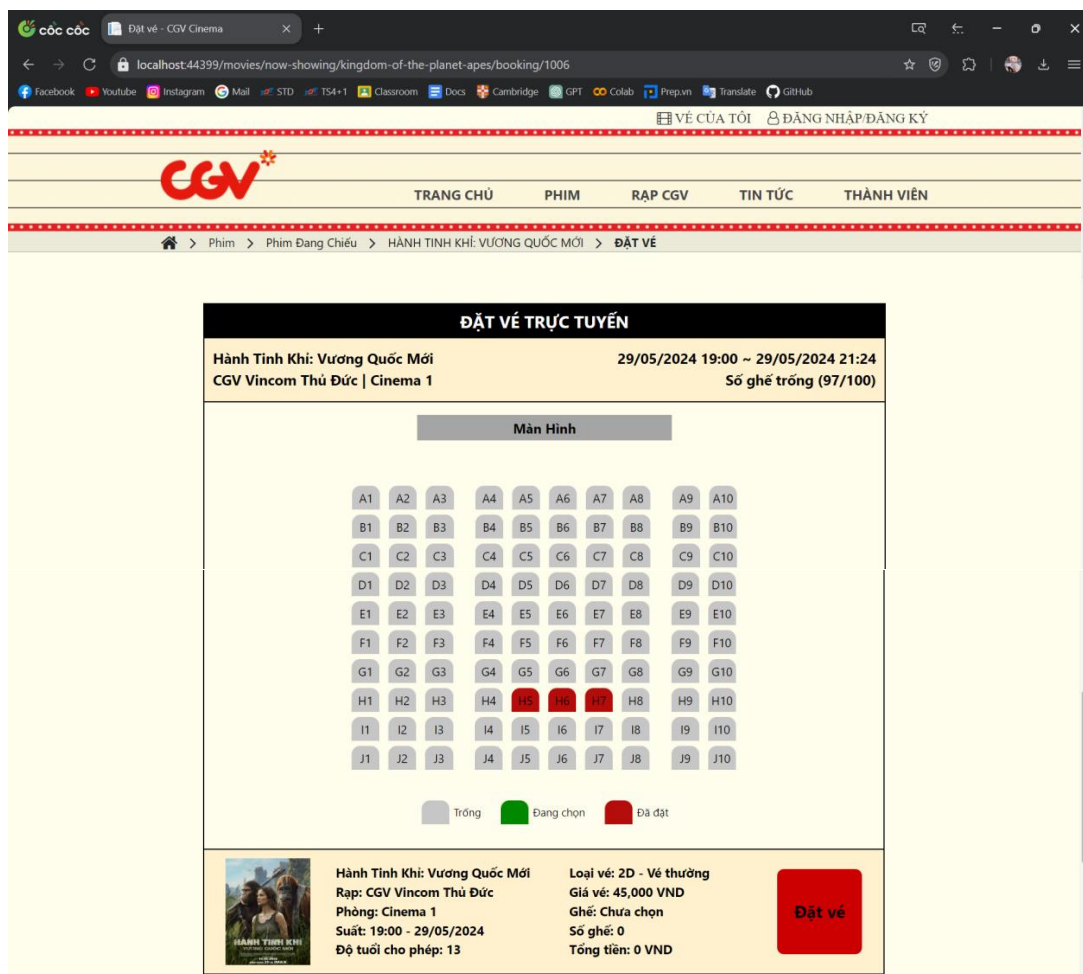 cốc cốc Đặt vé - CGV Cinema
localhost:44399/movies/now-showing/kingdom-of-the-planet-apes/booking/1006
Facebook Youtube Instagram Mail STD TS4+1 Classroom Docs Cambridge GPT Colab Prep.vn Translate GitHub
VÉ CỦA TÔI ĐĂNG NHẬP/ĐĂNG KÝ
CGV
TRANG CHỦ PHIM RẠP CGV TIN TỨC THÀNH VIÊN
> Phim > Phim Đang Chiếu > HÀNH TINH KHỈ: VƯƠNG QUỐC MỚI > ĐẶT VÉ
ĐẶT VÉ TRỰC TUYẾN
Hành Tinh Khỉ: Vương Quốc Mới 29/05/2024 19:00 ~ 29/05/2024 21:24
CGV Vincom Thủ Đức | Cinema 1 Số ghế trống (97/100)
Màn Hình
A1 A2 A3 A4 A5 A6 A7 A8 A9 A10
B1 B2 B3 B4 B5 B6 B7 B8 B9 B10
C1 C2 C3 C4 C5 C6 C7 C8 C9 C10
D1 D2 D3 D4 D5 D6 D7 D8 D9 D10
E1 E2 E3 E4 E5 E6 E7 E8 E9 E10
F1 F2 F3 F4 F5 F6 F7 F8 F9 F10
G1 G2 G3 G4 G5 G6 G7 G8 G9 G10
H1 H2 H3 H4 H5 H6 H7 H8 H9 H10
I1 I2 I3 I4 I5 I6 I7 I8 I9 I10
J1 J2 J3 J4 J5 J6 J7 J8 J9 J10
Trống Đang chọn Đã đặt
Hành Tinh Khỉ: Vương Quốc Mới
Rạp: CGV Vincom Thủ Đức
Phòng: Cinema 1
Suất: 19:00 - 29/05/2024
Độ tuổi cho phép: 13
Loại vé: 2D - Vé thường
Giá vé: 45,000 VND
Ghế: Chưa chọn
Số ghế: 0
Tổng tiền: 0 VND
Đặt vé
HÀNH TINH KHỈ